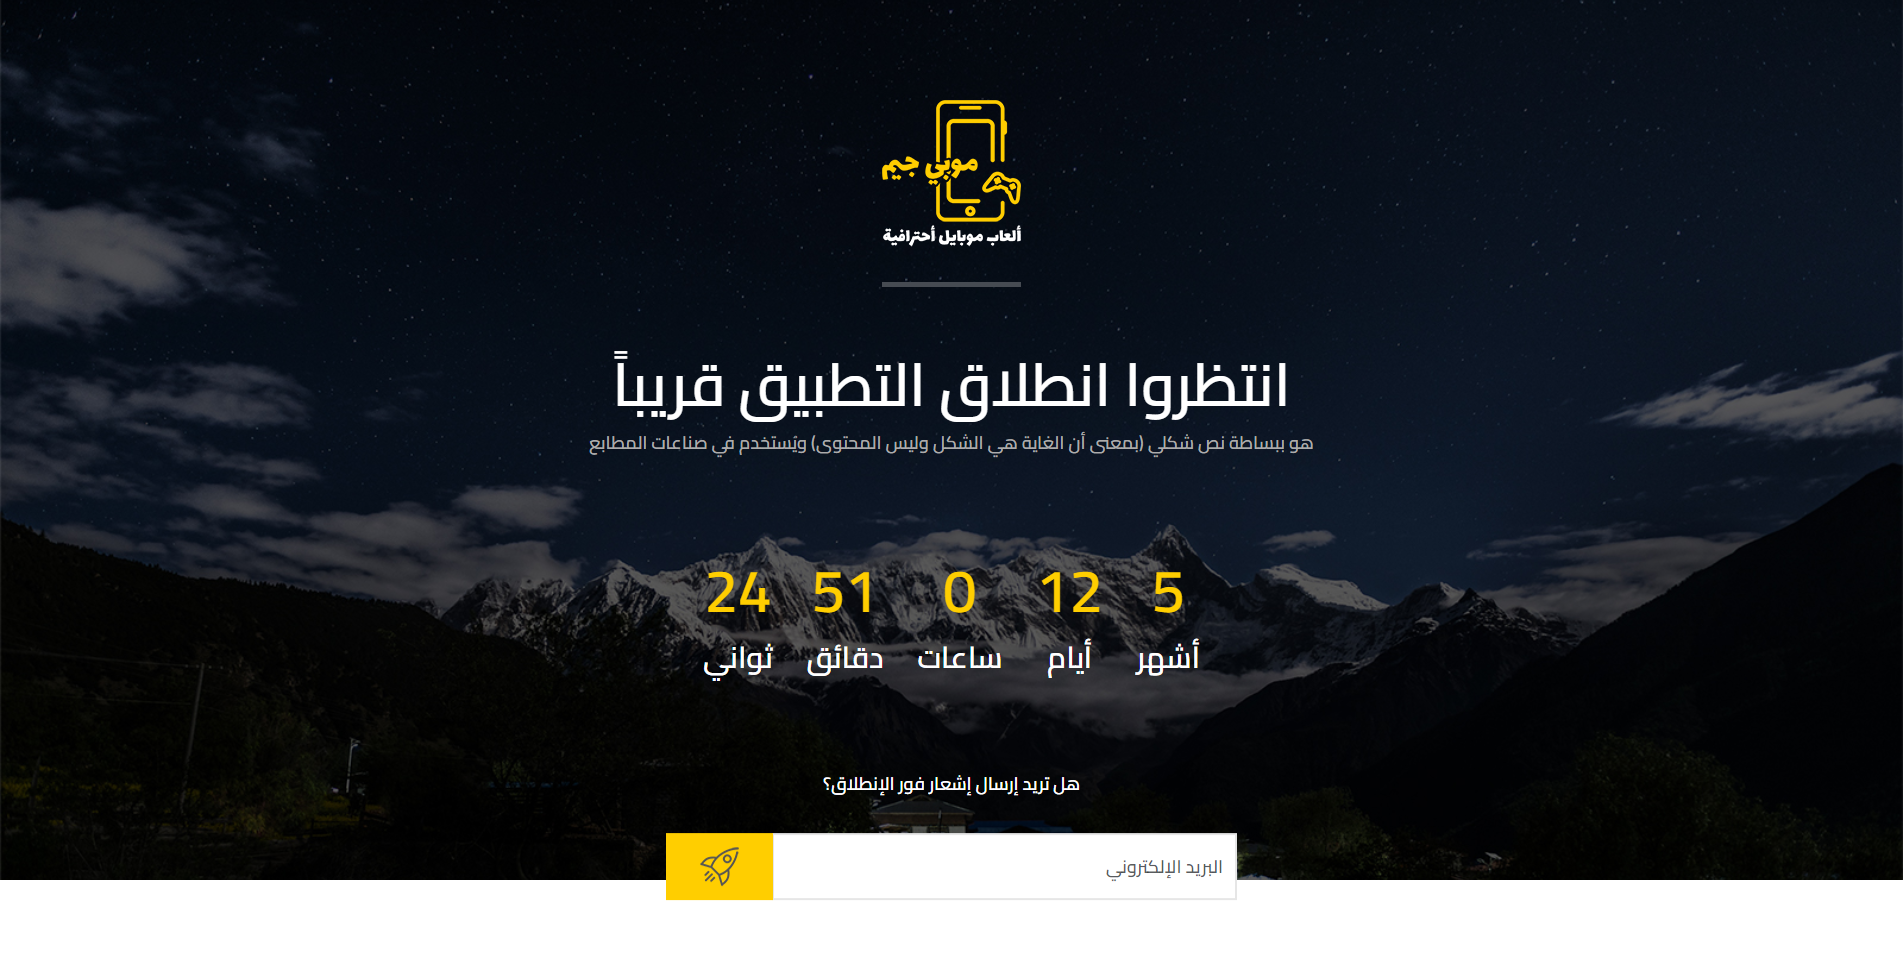 موبي جيم
ألعاب موبايل أحترافية
انتظروا انطلاق التطبيق قريباً
هو ببساطة نص شكلي (بمعنى أن الغاية هي الشكل وليس المحتوى) ويُستخدم في صناعات المطابع
5 12 0 51 24
أشهر أيام ساعات دقائق ثواني
هل تريد إرسال إشعار فور الإنطلاق؟
البريد الإلكتروني